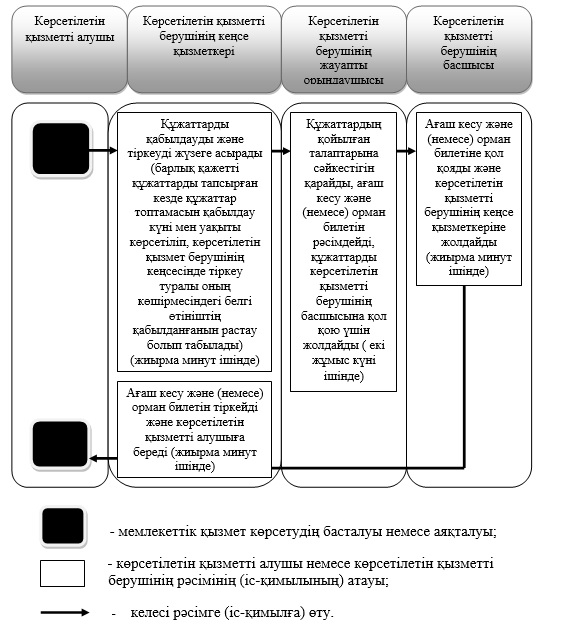 Көрсетілетін
қызметті алушы
Көрсетілетін қызметті
берушінің кеңсе
қызметкері
Көрсетілетін
қызметті
берушінің
жауапты
орындаушысы
Көрсетілетін
қызметті
берушінің
басшысы
Құжаттарды
қабылдауды және
тіркеуді жүзеге асырады
(барлық қажетті
құжаттарды тапсырған
кезде құжаттар
топтамасын қабылдау
күні мен уақыты
көрсетіліп, көрсетілетін
қызмет берушінің
кеңсесінде тіркеу
туралы оның
көшірмесіндегі белгі
өтініштің
қабылданғанын растау
болып табылады)
(жиырма минут ішінде)
Құжаттардың
қойылған
талаптарына
сәйкестігін
қарайды, ағаш
кесу және
(немесе) орман
билетін
рәсімдейді,
құжаттарды
көрсетілетін
қызметті
берушінің
басшысына қол
қою үшін
жолдайды ( екі
жұмыс күні
ішінде)
Ағаш кесу және
(немесе) орман
билетіне қол
қояды және
көрсетілетін
қызметті
берушінің кеңсе
қызметкеріне
жолдайды
(жиырма минут
ішінде)
Ағаш кесу және (немесе)
орман билетін тіркейді
және көрсетілетін
қызметті алушыға
береді (жиырма минут
ішінде)
- мемлекеттік қызмет көрсетудің басталуы немесе аяқталуы;
- көрсетілетін қызметті алушы немесе көрсетілетін қызметті
берушінің рәсімінің (іс-қимылының) атауы;
- келесі рәсімге (іс-қимылға) өту.